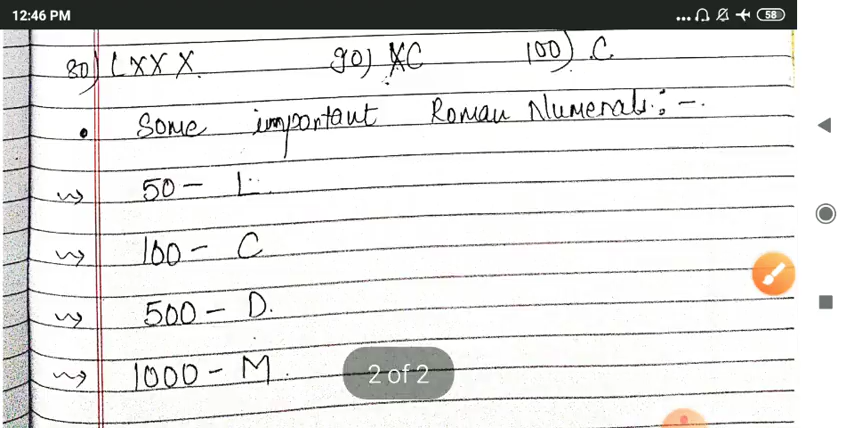 12:46 PM
58
80) LXXX. 90) XC 100) C.
• Some important Roman Numerals: -.
50 - L.
100 - C
500 - D.
1000 - M.
2 of 2